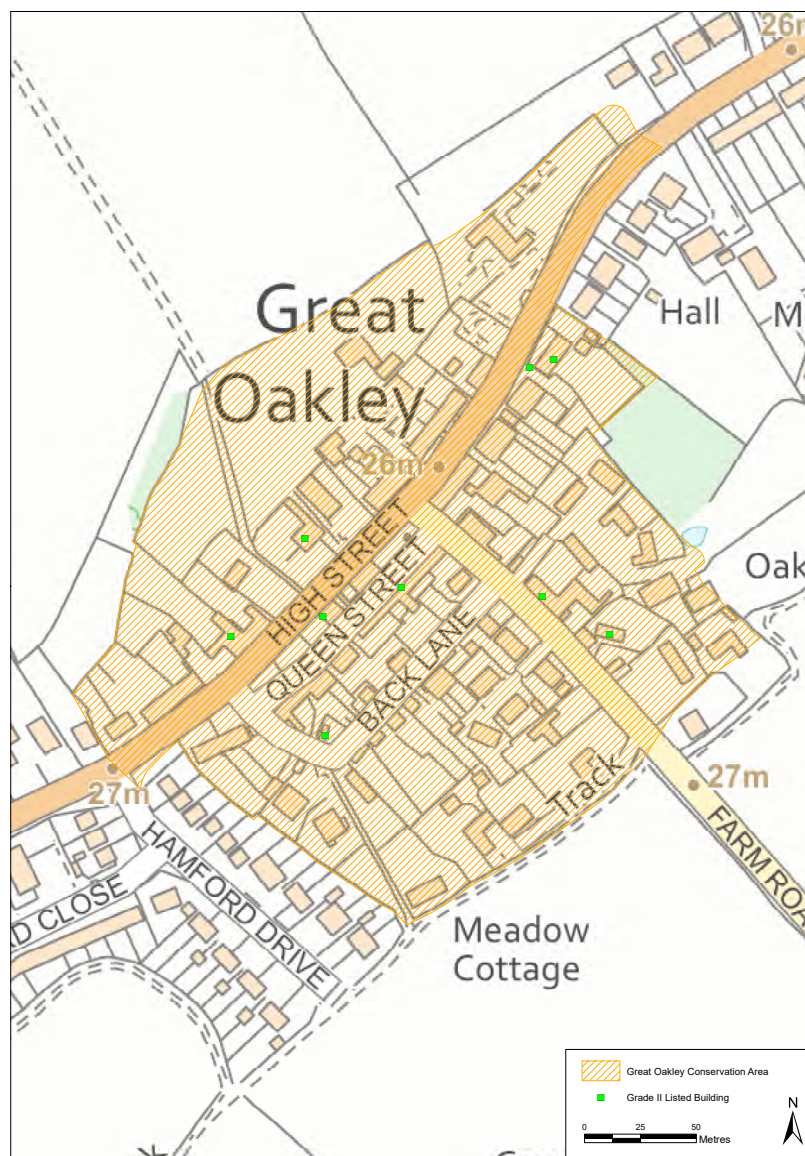 26m
Great
Oakley
Hall
M
26m
HIGH STREET
QUEEN STREET
BACK LANE
Oak
Track
27m
27m
HAMFORD DRIVE
FARM ROA
AD CLOSE
Meadow
Cottage
Great Oakley Conservation Area
Grade II Listed Building
N
0 25 50
Metres